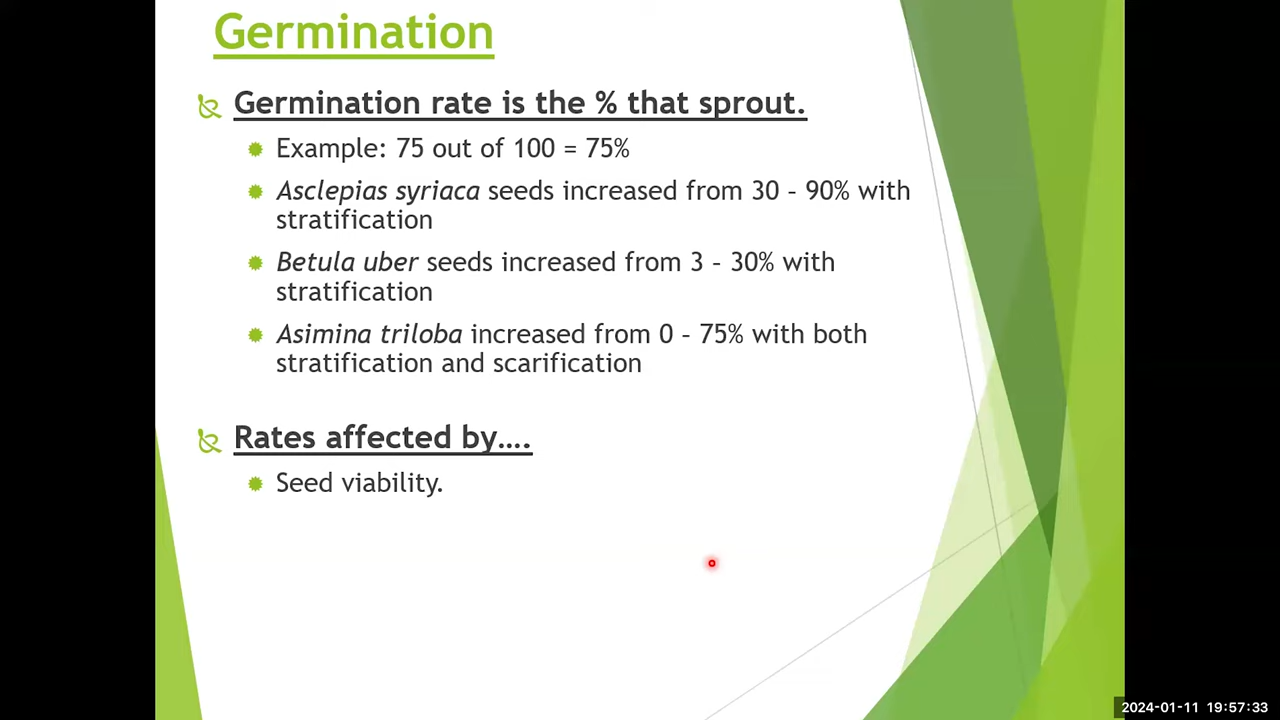 Germination
Germination rate is the % that sprout.
Example: 75 out of 100 = 75%
Asclepias syriaca seeds increased from 30 – 90% with
stratification
Betula uber seeds increased from 3 – 30% with
stratification
Asimina triloba increased from 0 – 75% with both
stratification and scarification
Rates affected by….
Seed viability.
2024-01-11 19:57:33